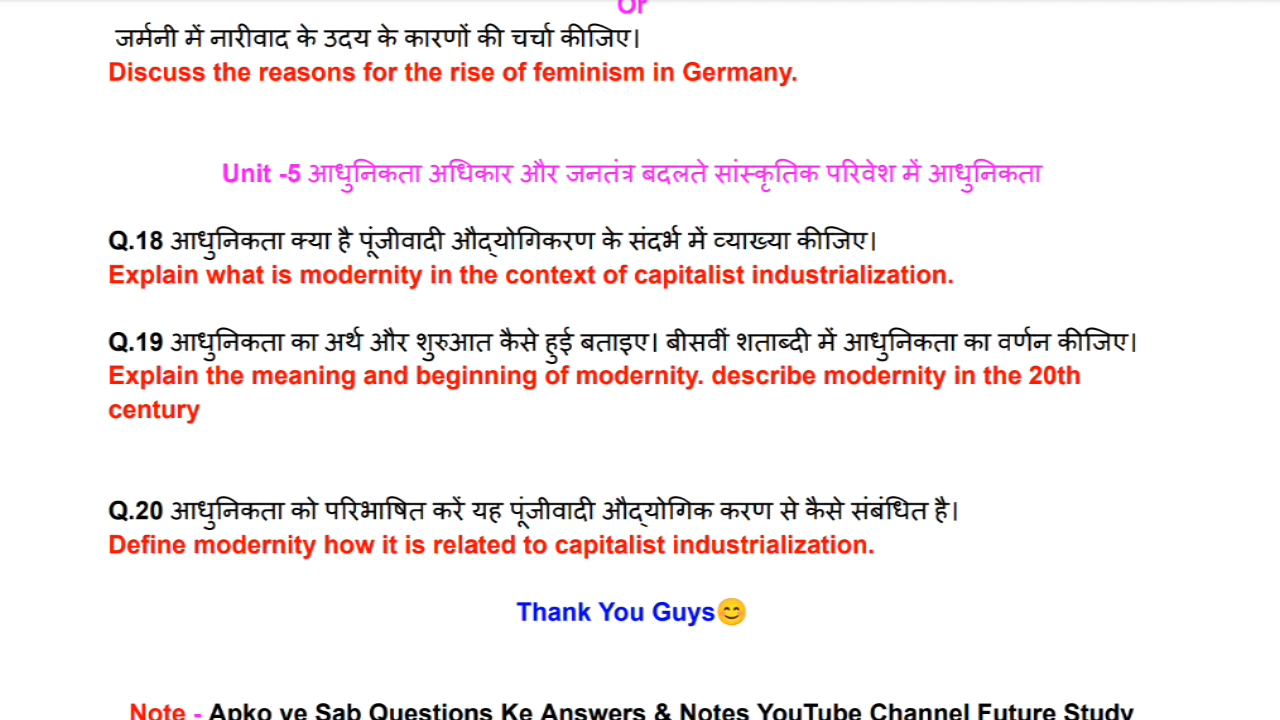 Or
जर्मनी में नारीवाद के उदय के कारणों की चर्चा कीजिए।
Discuss the reasons for the rise of feminism in Germany.
Unit -5 आधुनिकता अधिकार और जनतंत्र बदलते सांस्कृतिक परिवेश में आधुनिकता
Q.18 आधुनिकता क्या है पूंजीवादी औद्योगिकरण के संदर्भ में व्याख्या कीजिए।
Explain what is modernity in the context of capitalist industrialization.
Q.19 आधुनिकता का अर्थ और शुरुआत कैसे हुई बताइए। बीसवीं शताब्दी में आधुनिकता का वर्णन कीजिए।
Explain the meaning and beginning of modernity. describe modernity in the 20th
century
Q.20 आधुनिकता को परिभाषित करें यह पूंजीवादी औद्योगिक करण से कैसे संबंधित है।
Define modernity how it is related to capitalist industrialization.
Thank You Guys😊
Note - Apko ye Sab Questions Ke Answers & Notes YouTube Channel Future Study